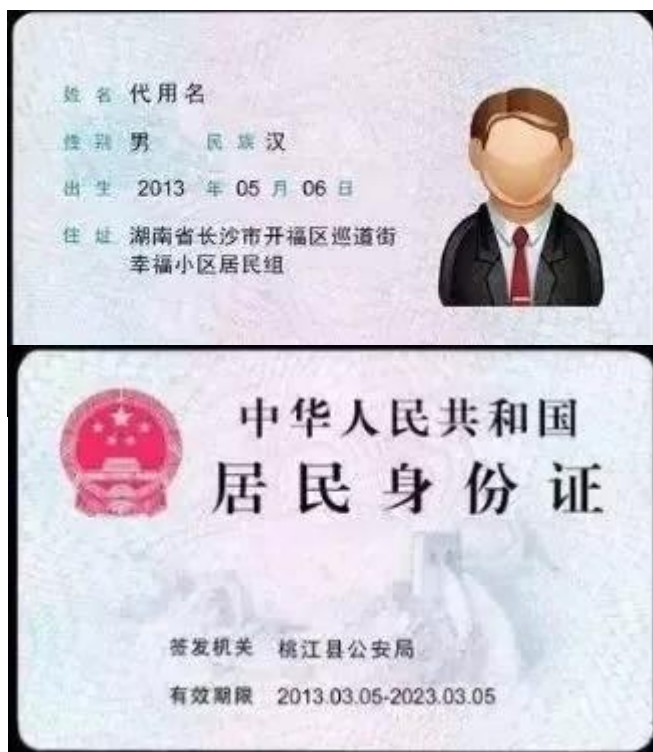 姓名 代用名
性别 男 民族 汉
出生 2013 年 05 月 06 日
住址 湖南省长沙市开福区巡道街
幸福小区居民组
中华人民共和国
居民身份证
签发机关 桃江县公安局
有效期限 2013.03.05-2023.03.05